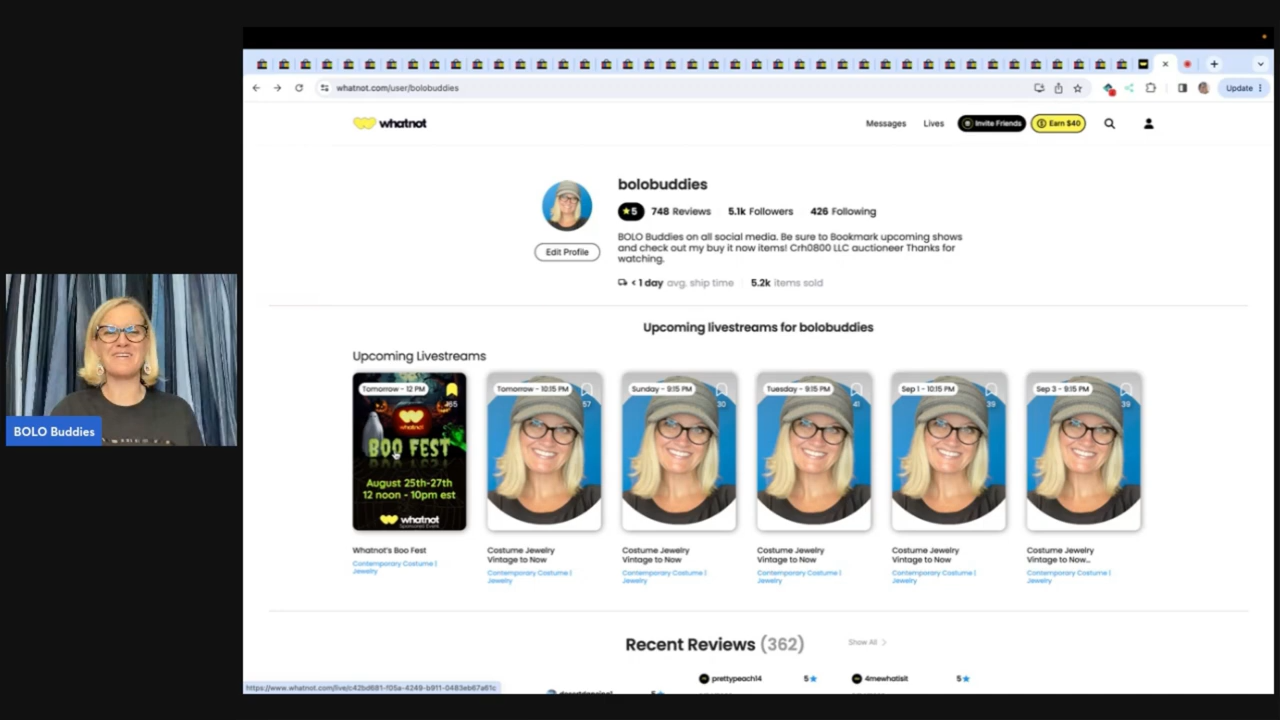 whatnot.com/user/bolobuddies
Update
whatnot
Messages
Lives
Invite Friends
Earn $40
bolobuddies
5
748 Reviews
5.1k Followers
426 Following
Edit Profile
BOLO Buddies on all social media. Be sure to Bookmark upcoming shows
and check out my buy it now items! Crh0800 LLC auctioneer Thanks for
watching.
< 1 day avg. ship time
5.2k items sold
Upcoming livestreams for bolobuddies
Upcoming Livestreams
Tomorrow - 12 PM
whatnot
BOO FEST
August 25th-27th
12 noon - 10pm est
whatnot
Sponsored Event
Whatnot's Boo Fest
Contemporary Costume |
Jewelry
Tomorrow - 10:15 PM
57
Costume Jewelry
Vintage to Now
Contemporary Costume |
Jewelry
Sunday - 9:15 PM
30
Costume Jewelry
Vintage to Now
Contemporary Costume |
Jewelry
Tuesday - 9:15 PM
41
Costume Jewelry
Vintage to Now
Contemporary Costume |
Jewelry
Sep 1 - 10:15 PM
39
Costume Jewelry
Vintage to Now
Contemporary Costume |
Jewelry
Sep 3 - 9:15 PM
39
Costume Jewelry
Vintage to Now...
Contemporary Costume |
Jewelry
BOLO Buddies
Recent Reviews (362)
Show All
prettypeach14
5
4mewhatisit
5